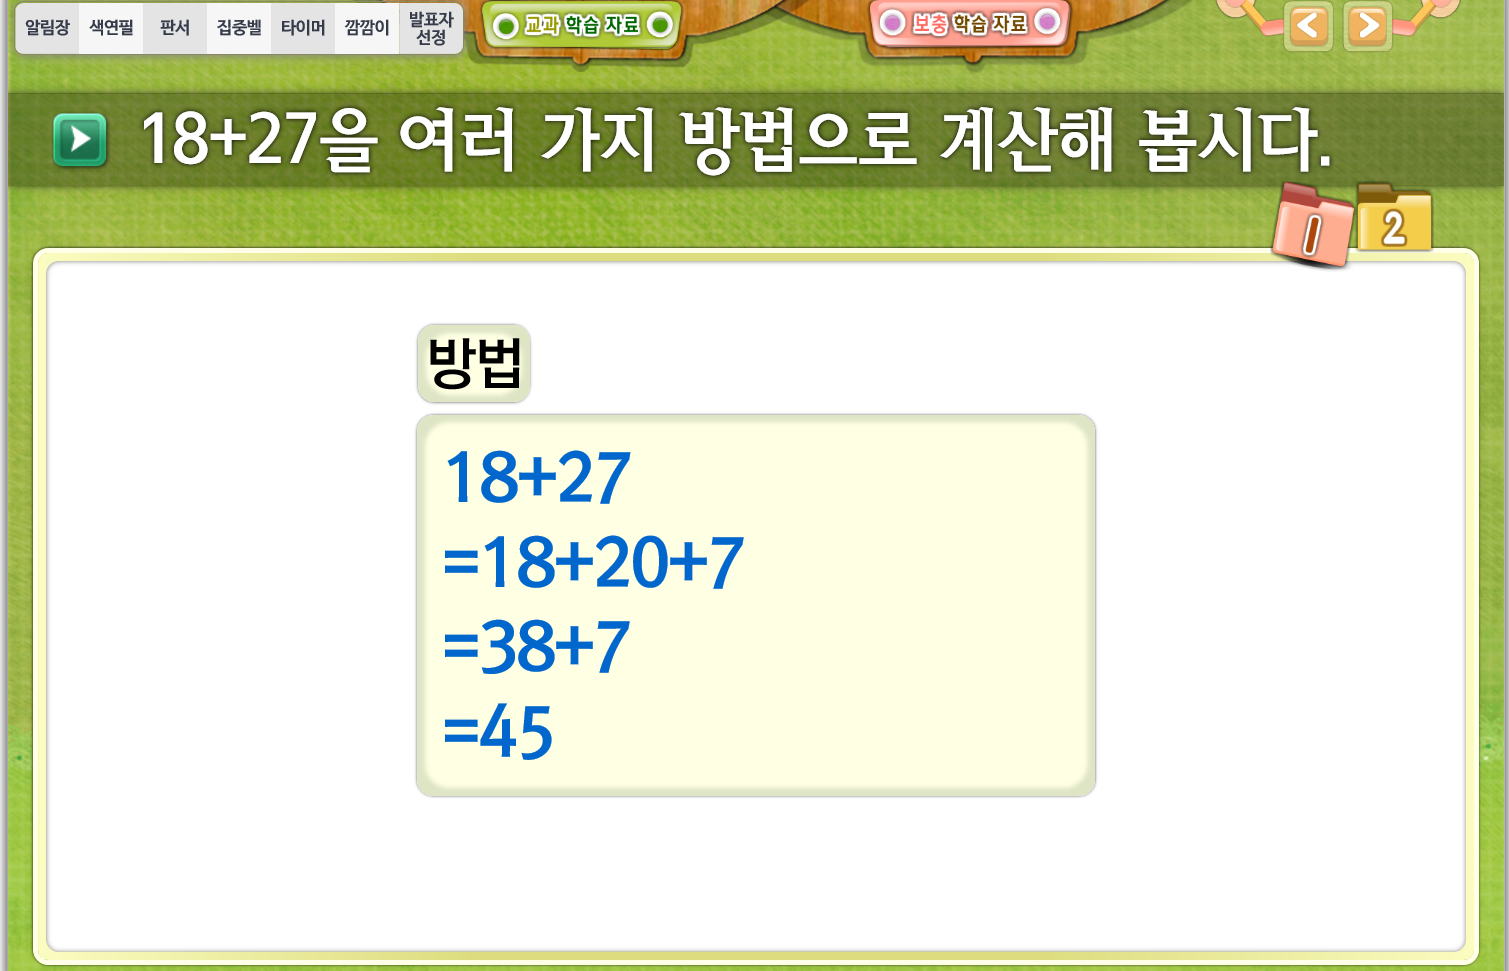 알림장 색연필 판서 집중벨 타이머 깜깜이 발표자 선정
교과 학습 자료
보충 학습 자료
18+27을 여러 가지 방법으로 계산해 봅시다.
1 2
방법
18+27
=18+20+7
=38+7
=45